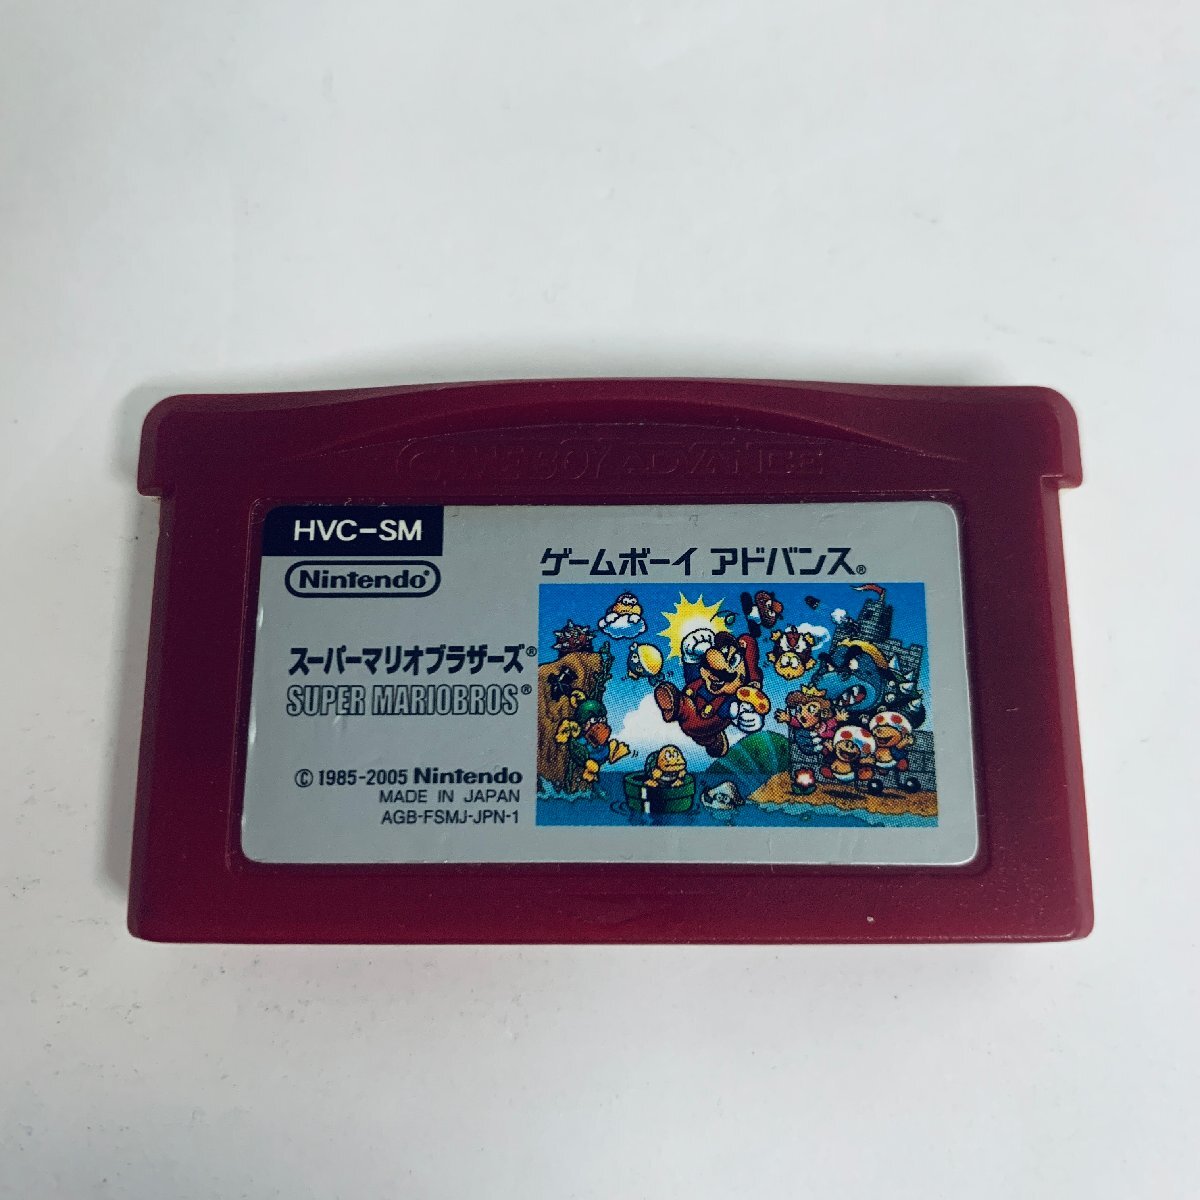 GAME BOY ADVANCE
HVC-SM
Nintendo®
ゲームボーイ アドバンス®
スーパーマリオブラザーズ®
SUPER MARIOBROS®
© 1985-2005 Nintendo
MADE IN JAPAN
AGB-FSMJ-JPN-1